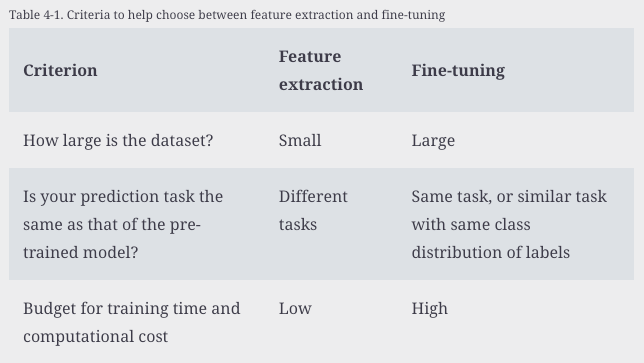 Table 4-1. Criteria to help choose between feature extraction and fine-tuning
Criterion
Feature
extraction
Fine-tuning
How large is the dataset?
Small
Large
Is your prediction task the
same as that of the pre-
trained model?
Different
tasks
Same task, or similar task
with same class
distribution of labels
Budget for training time and
computational cost
Low
High